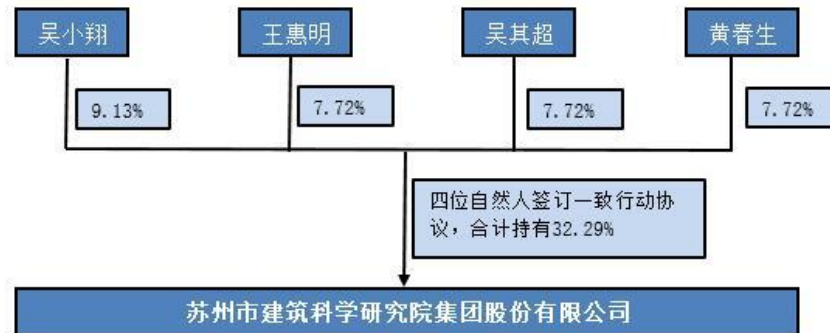 吴小翔
王惠明
吴其超
黄春生
9.13%
7.72%
7.72%
7.72%
四位自然人签订一致行动协
议，合计持有32.29%
苏州市建筑科学研究院集团股份有限公司